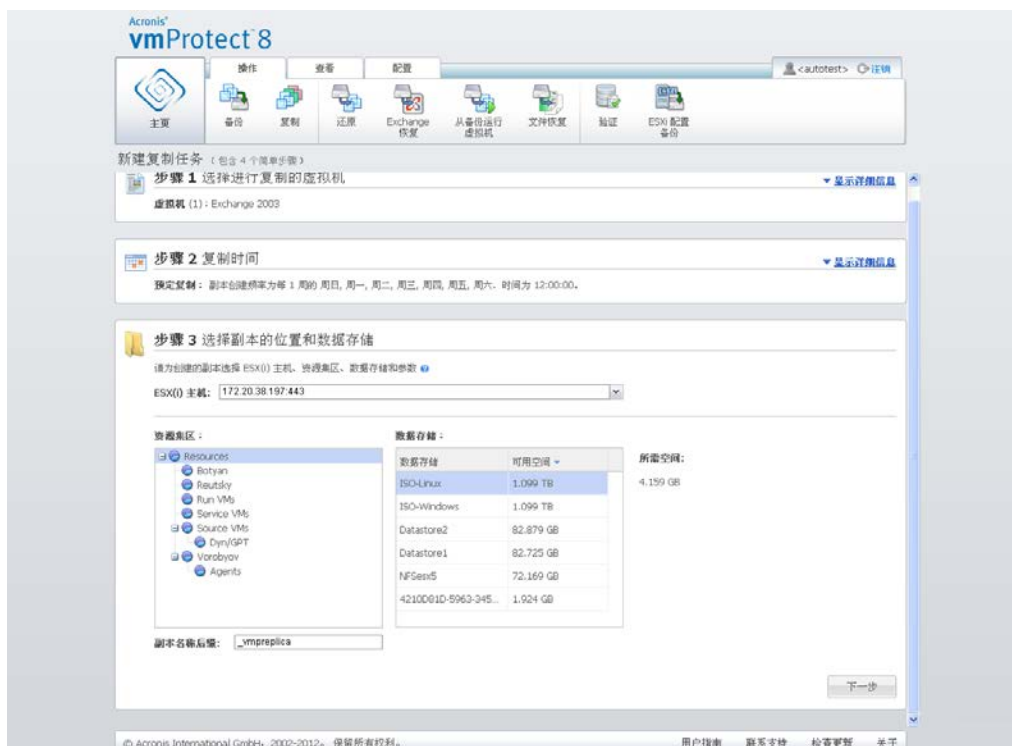 Acronis®
vmProtect 8
操作 查看 配置 <autotest> 注销
主页 备份 复制 还原 Exchange 恢复 从备份运行虚拟机 文件恢复 验证 ESXi 配置备份
新建复制任务 （包含 4 个简单步骤）
步骤 1 选择进行复制的虚拟机 显示详细信息
虚拟机 (1)：Exchange 2003
步骤 2 复制时间 显示详细信息
预定复制： 副本创建频率为每 1 周的 周日, 周一, 周二, 周三, 周四, 周五, 周六. 时间为 12:00:00。
步骤 3 选择副本的位置和数据存储
请为创建的副本选择 ESX(i) 主机、资源集区、数据存储和参数
ESX(i) 主机： 172.20.38.197:443
资源集区： 数据存储：
Resources
Botyan
Reutsky
Run VMs
Service VMs
Source VMs
Dyn/GPT
Vorobyov
Agents
数据存储 可用空间
ISO-Linux 1.099 TB
ISO-Windows 1.099 TB
Datastore2 82.879 GB
Datastore1 82.725 GB
NFSesx5 72.169 GB
4210D81D-5963-345... 1.924 GB
所需空间：
4.159 GB
副本名称后缀： _vmpreplica
下一步
© Acronis International GmbH，2002-2012。 保留所有权利。 用户指南 联系支持 检查更新 关于